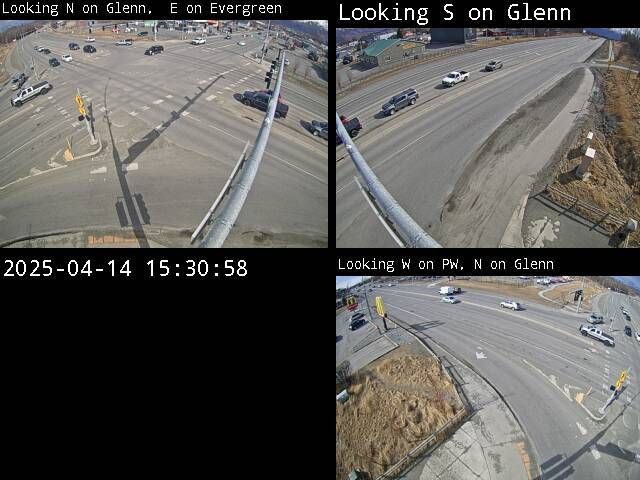 Looking N on Glenn,  E on Evergreen
Looking S on Glenn
2025-04-14 15:30:58
Looking W on PW, N on Glenn